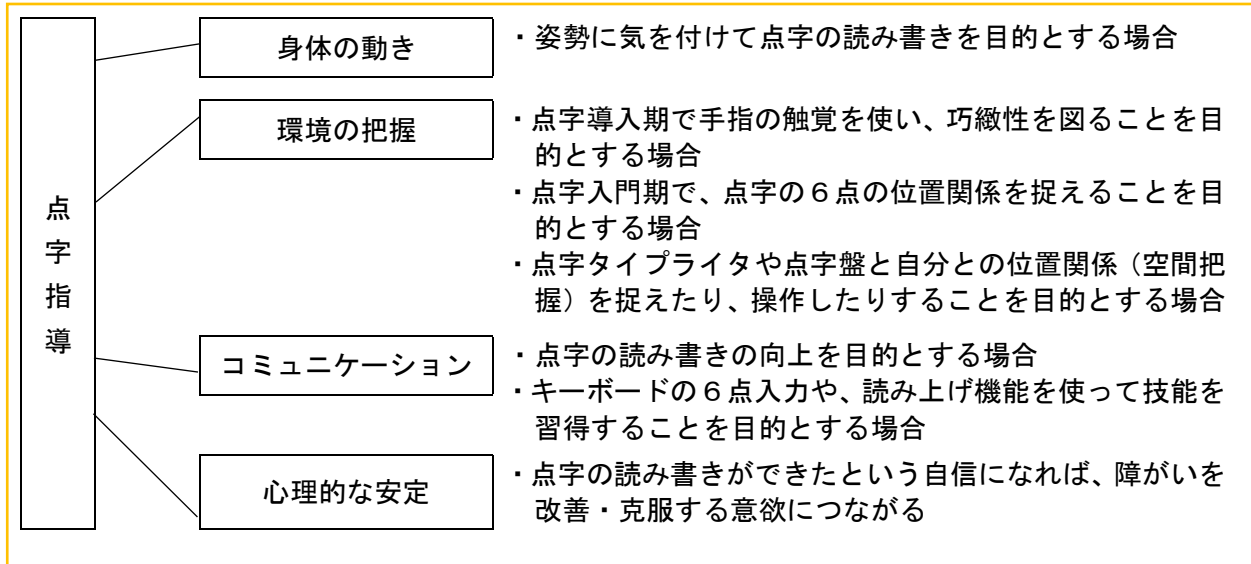 点字指導
身体の動き
・姿勢に気を付けて点字の読み書きを目的とする場合
環境の把握
・点字導入期で手指の触覚を使い、巧緻性を図ることを目
的とする場合
・点字入門期で、点字の６点の位置関係を捉えることを目
的とする場合
・点字タイプライタや点字盤と自分との位置関係（空間把
握）を捉えたり、操作したりすることを目的とする場合
コミュニケーション
・点字の読み書きの向上を目的とする場合
・キーボードの６点入力や、読み上げ機能を使って技能を
習得することを目的とする場合
心理的な安定
・点字の読み書きができたという自信になれば、障がいを
改善・克服する意欲につながる